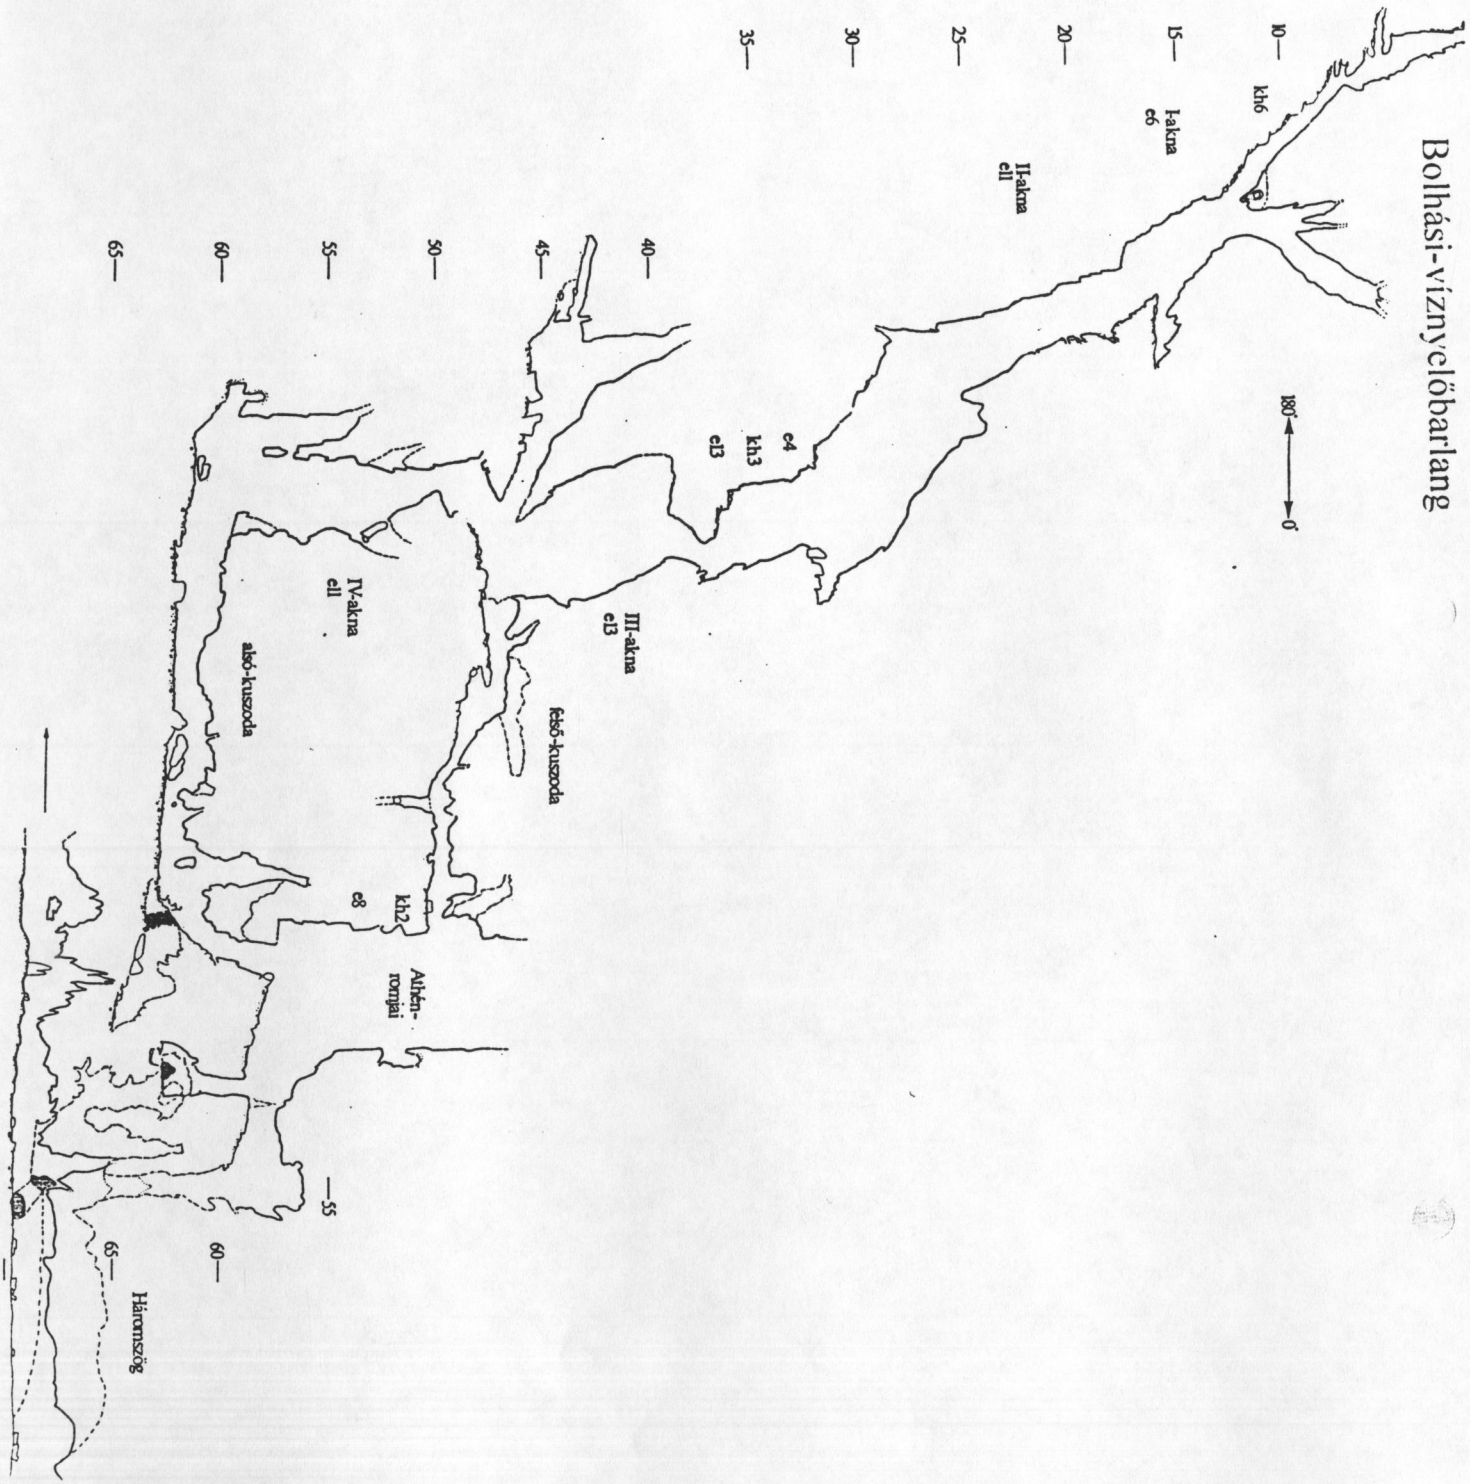 Bolhási-víznyelőbarlang
180° 0°
10
15
20
25
30
35
kh6
I-akna
e6
II-akna
e11
e4
kh3
e13
40
45
50
55
60
65
III-akna
e13
felső-kuszoda
IV-akna
e11
alsó-kuszoda
kh2
e8
Athén-
romjai
55
60
65
Háromszög